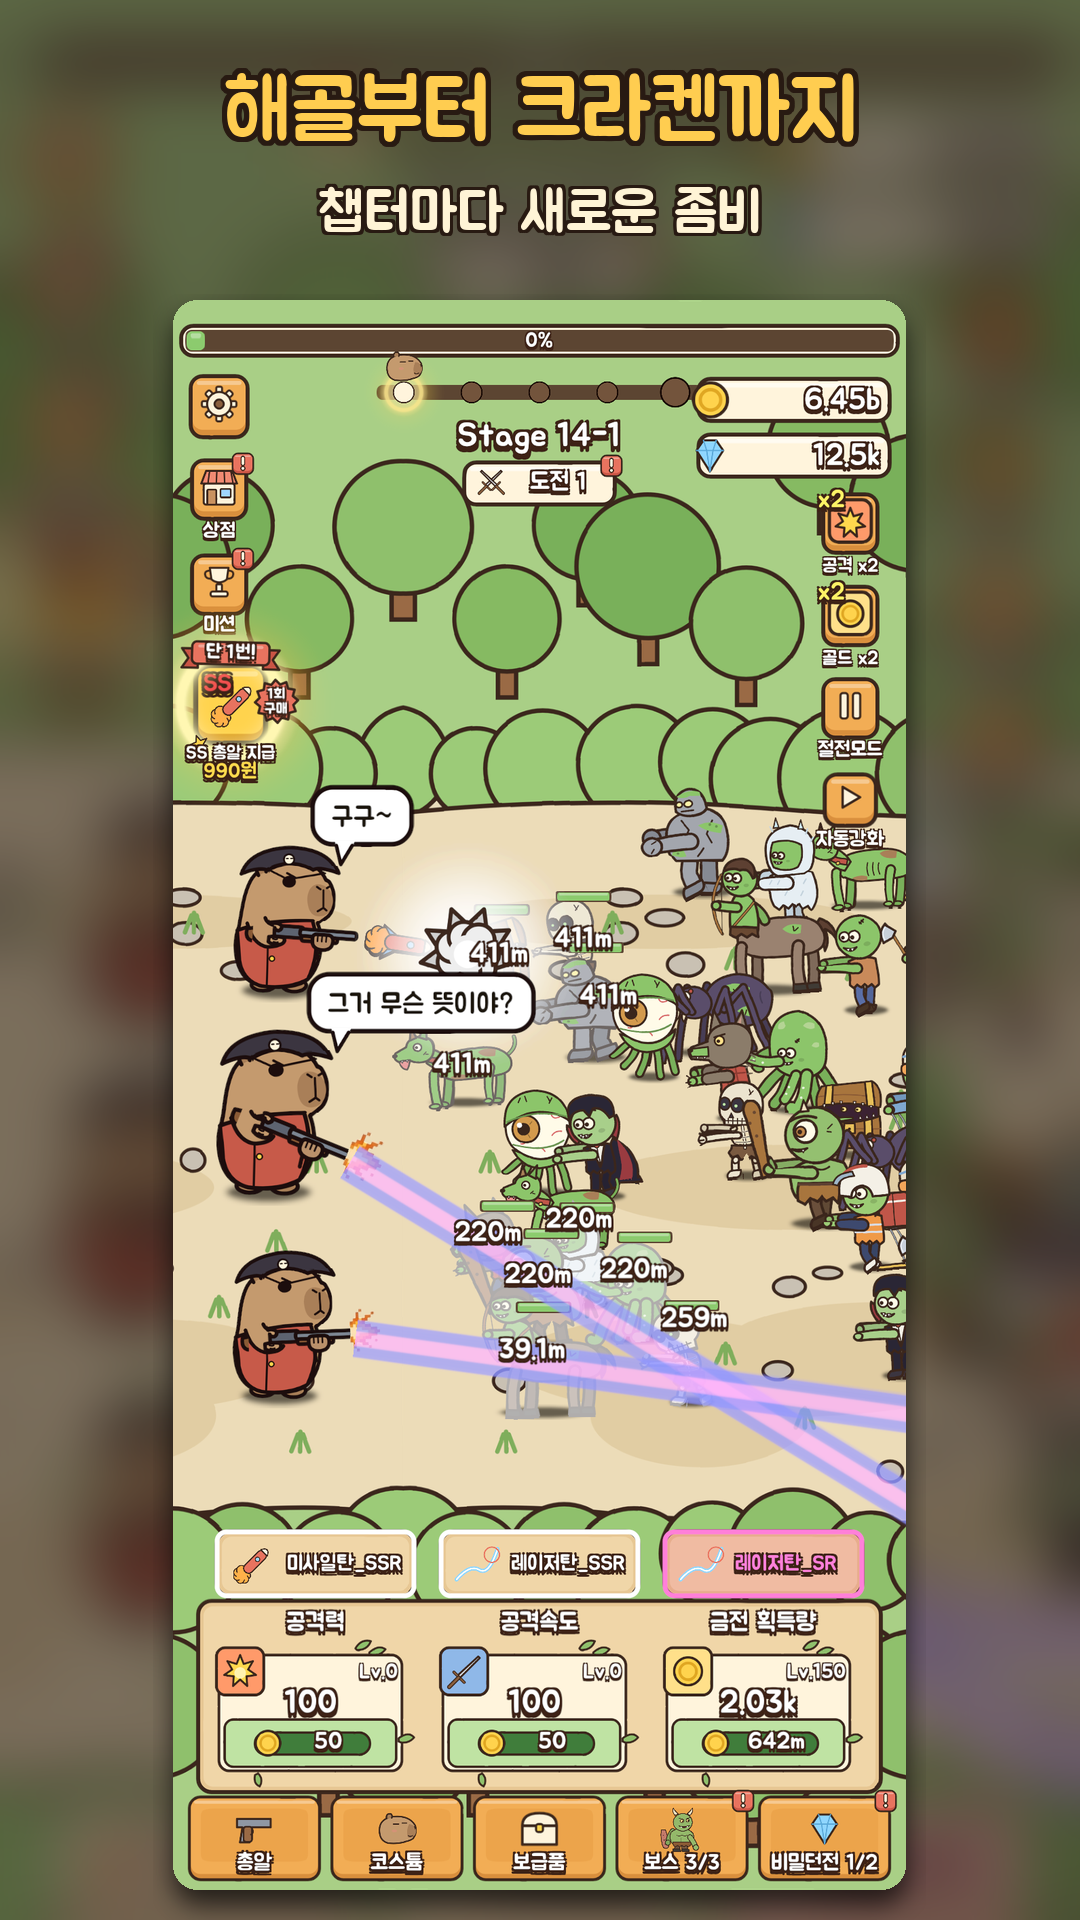 해골부터 크라켄까지
챕터마다 새로운 좀비
0%
6.45b
Stage 14-1
12.5k
도전 1
!
!
상점
x2
공격 x2
!
미션
x2
골드 x2
단 1번!
SS
1회
구매
SS 총알 지급
990원
절전모드
자동강화
구구~
411m
411m
411m
그거 무슨 뜻이야?
411m
220m
220m
220m
220m
259m
39.1m
미사일탄_SSR
레이저탄_SSR
레이저탄_SR
공격력
공격속도
금전 획득량
Lv.0
100
50
Lv.0
100
50
Lv.150
2.03k
642m
!
!
총알
코스튬
보급품
보스 3/3
비밀던전 1/2